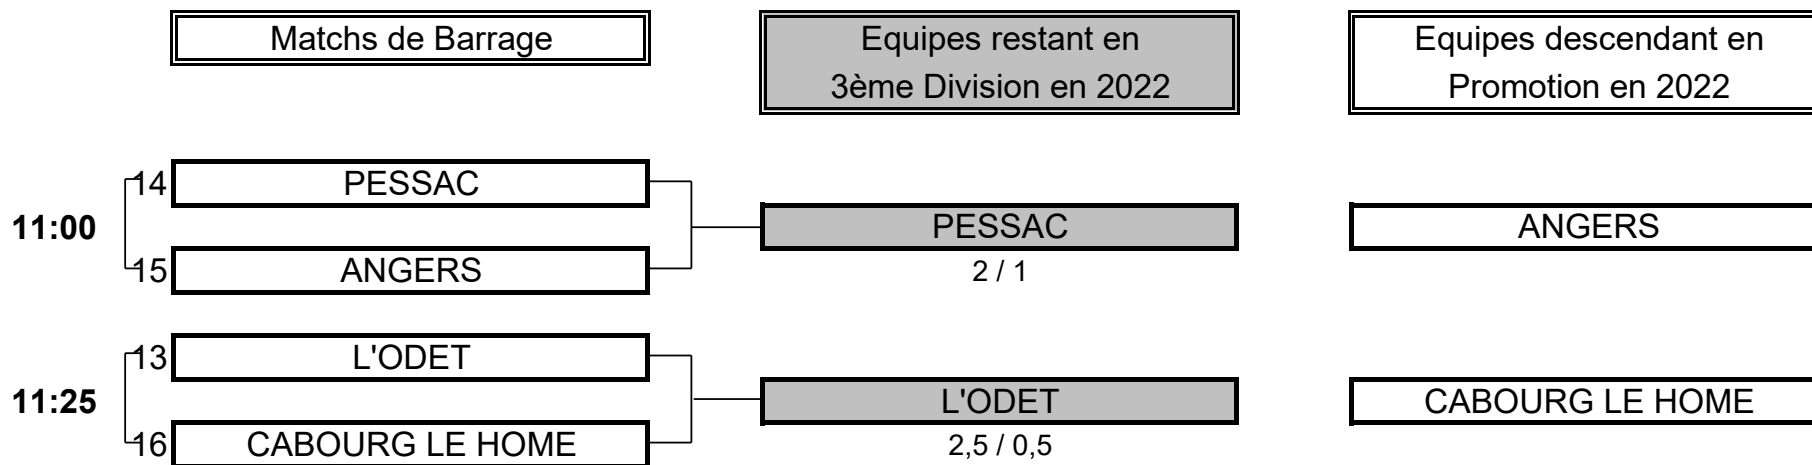 Matchs de Barrage
Equipes restant en
3ème Division en 2022
Equipes descendant en
Promotion en 2022
14 PESSAC
11:00 PESSAC ANGERS
15 ANGERS 2 / 1
13 L'ODET
11:25 L'ODET CABOURG LE HOME
16 CABOURG LE HOME 2,5 / 0,5